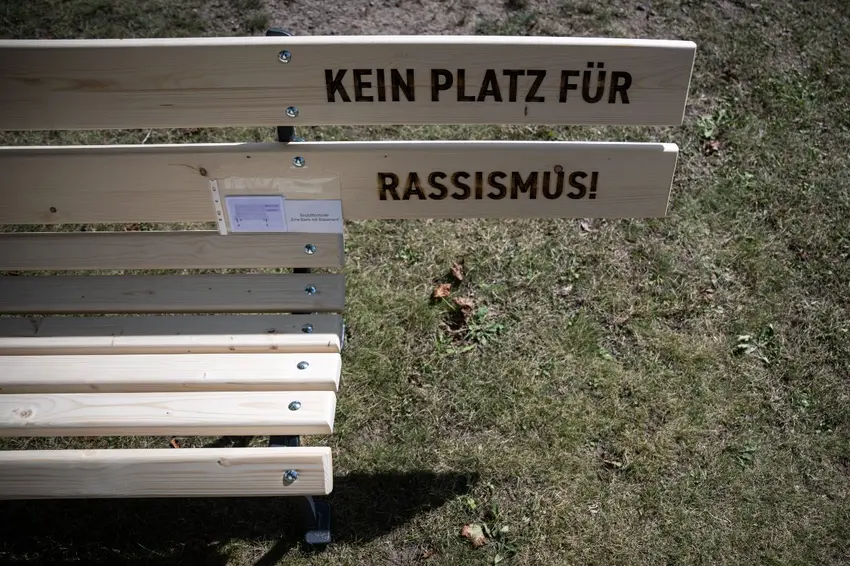 KEIN PLATZ FÜR
RASSISMUS!